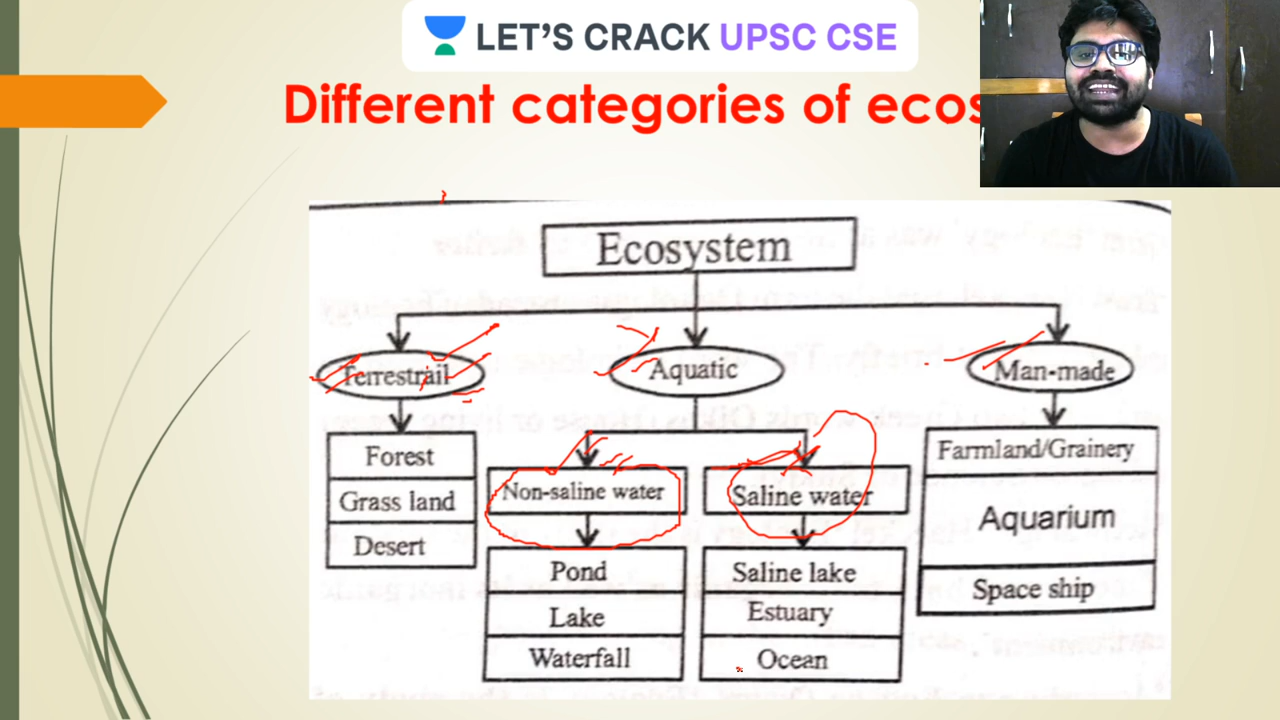 LET'S CRACK UPSC CSE
Different categories of ecos
Ecosystem
Terrestrail
Aquatic
Man-made
Forest
Grass land
Desert
Non-saline water
Pond
Lake
Waterfall
Saline water
Saline lake
Estuary
Ocean
Farmland/Grainery
Aquarium
Space ship